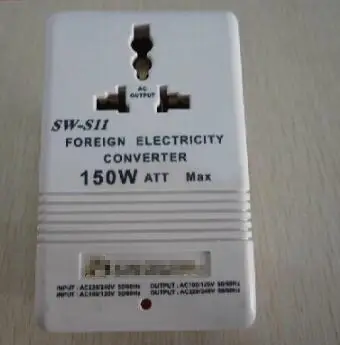 AC
OUTPUT
SW-S11
FOREIGN ELECTRICITY
CONVERTER
150W ATT Max
INPUT : AC220/240V 50/60Hz OUTPUT : AC100/120V 50/60Hz
INPUT : AC100/120V 50/60Hz OUTPUT : AC220/240V 50/60Hz